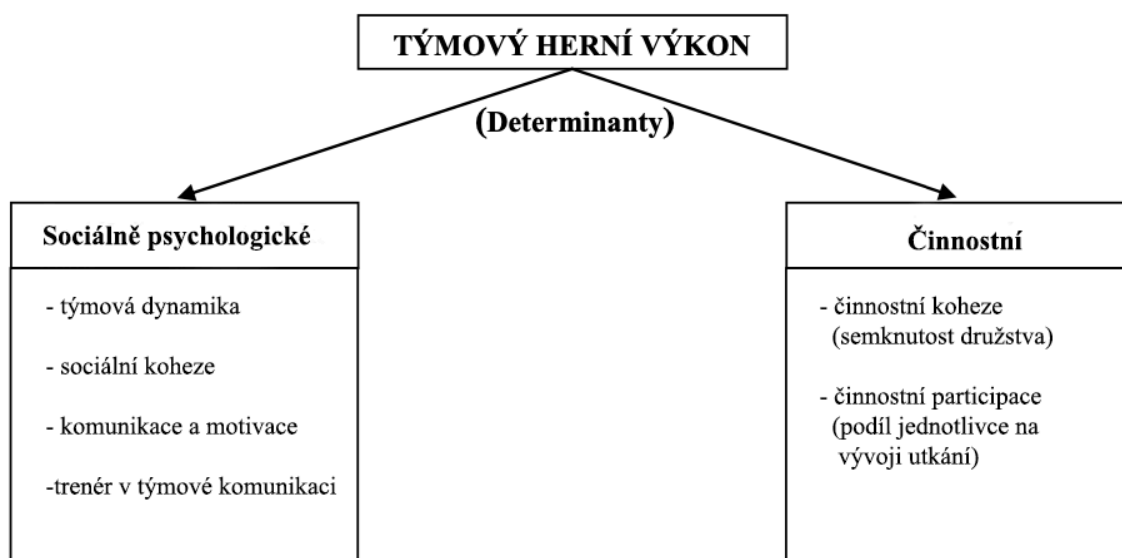 TÝMOVÝ HERNÍ VÝKON
(Determinanty)
Sociálně psychologické
- týmová dynamika
- sociální koheze
- komunikace a motivace
-trenér v týmové komunikaci
Činnostní
- činnostní koheze
(semknutost družstva)
- činnostní participace
(podíl jednotlivce na
vývoji utkání)